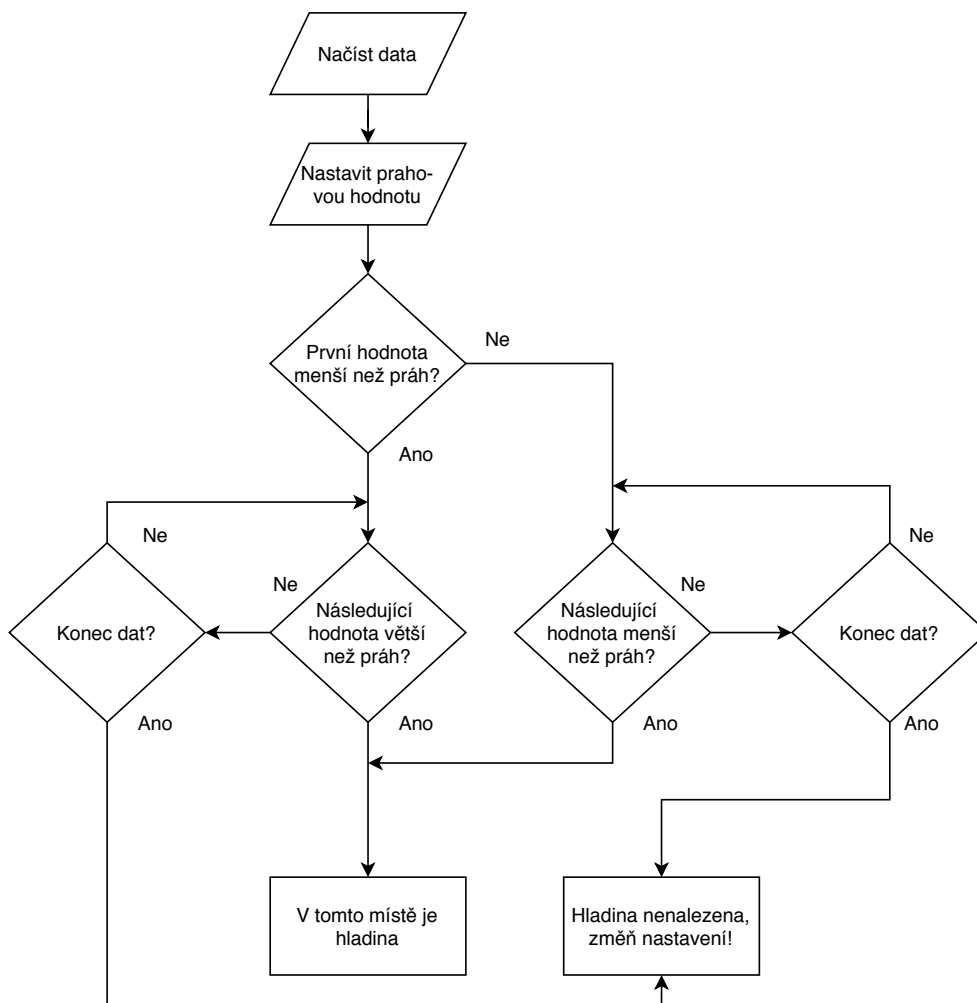 Načíst data
Nastavit praho-
vou hodnotu
První hodnota
menší než práh?
Ne
Ano
Ne
Konec dat?
Ano
Ne
Následující
hodnota větší
než práh?
Ano
Následující
hodnota menší
než práh?
Ne
Ano
Ne
Konec dat?
Ano
V tomto místě je
hladina
Hladina nenalezena,
změň nastavení!